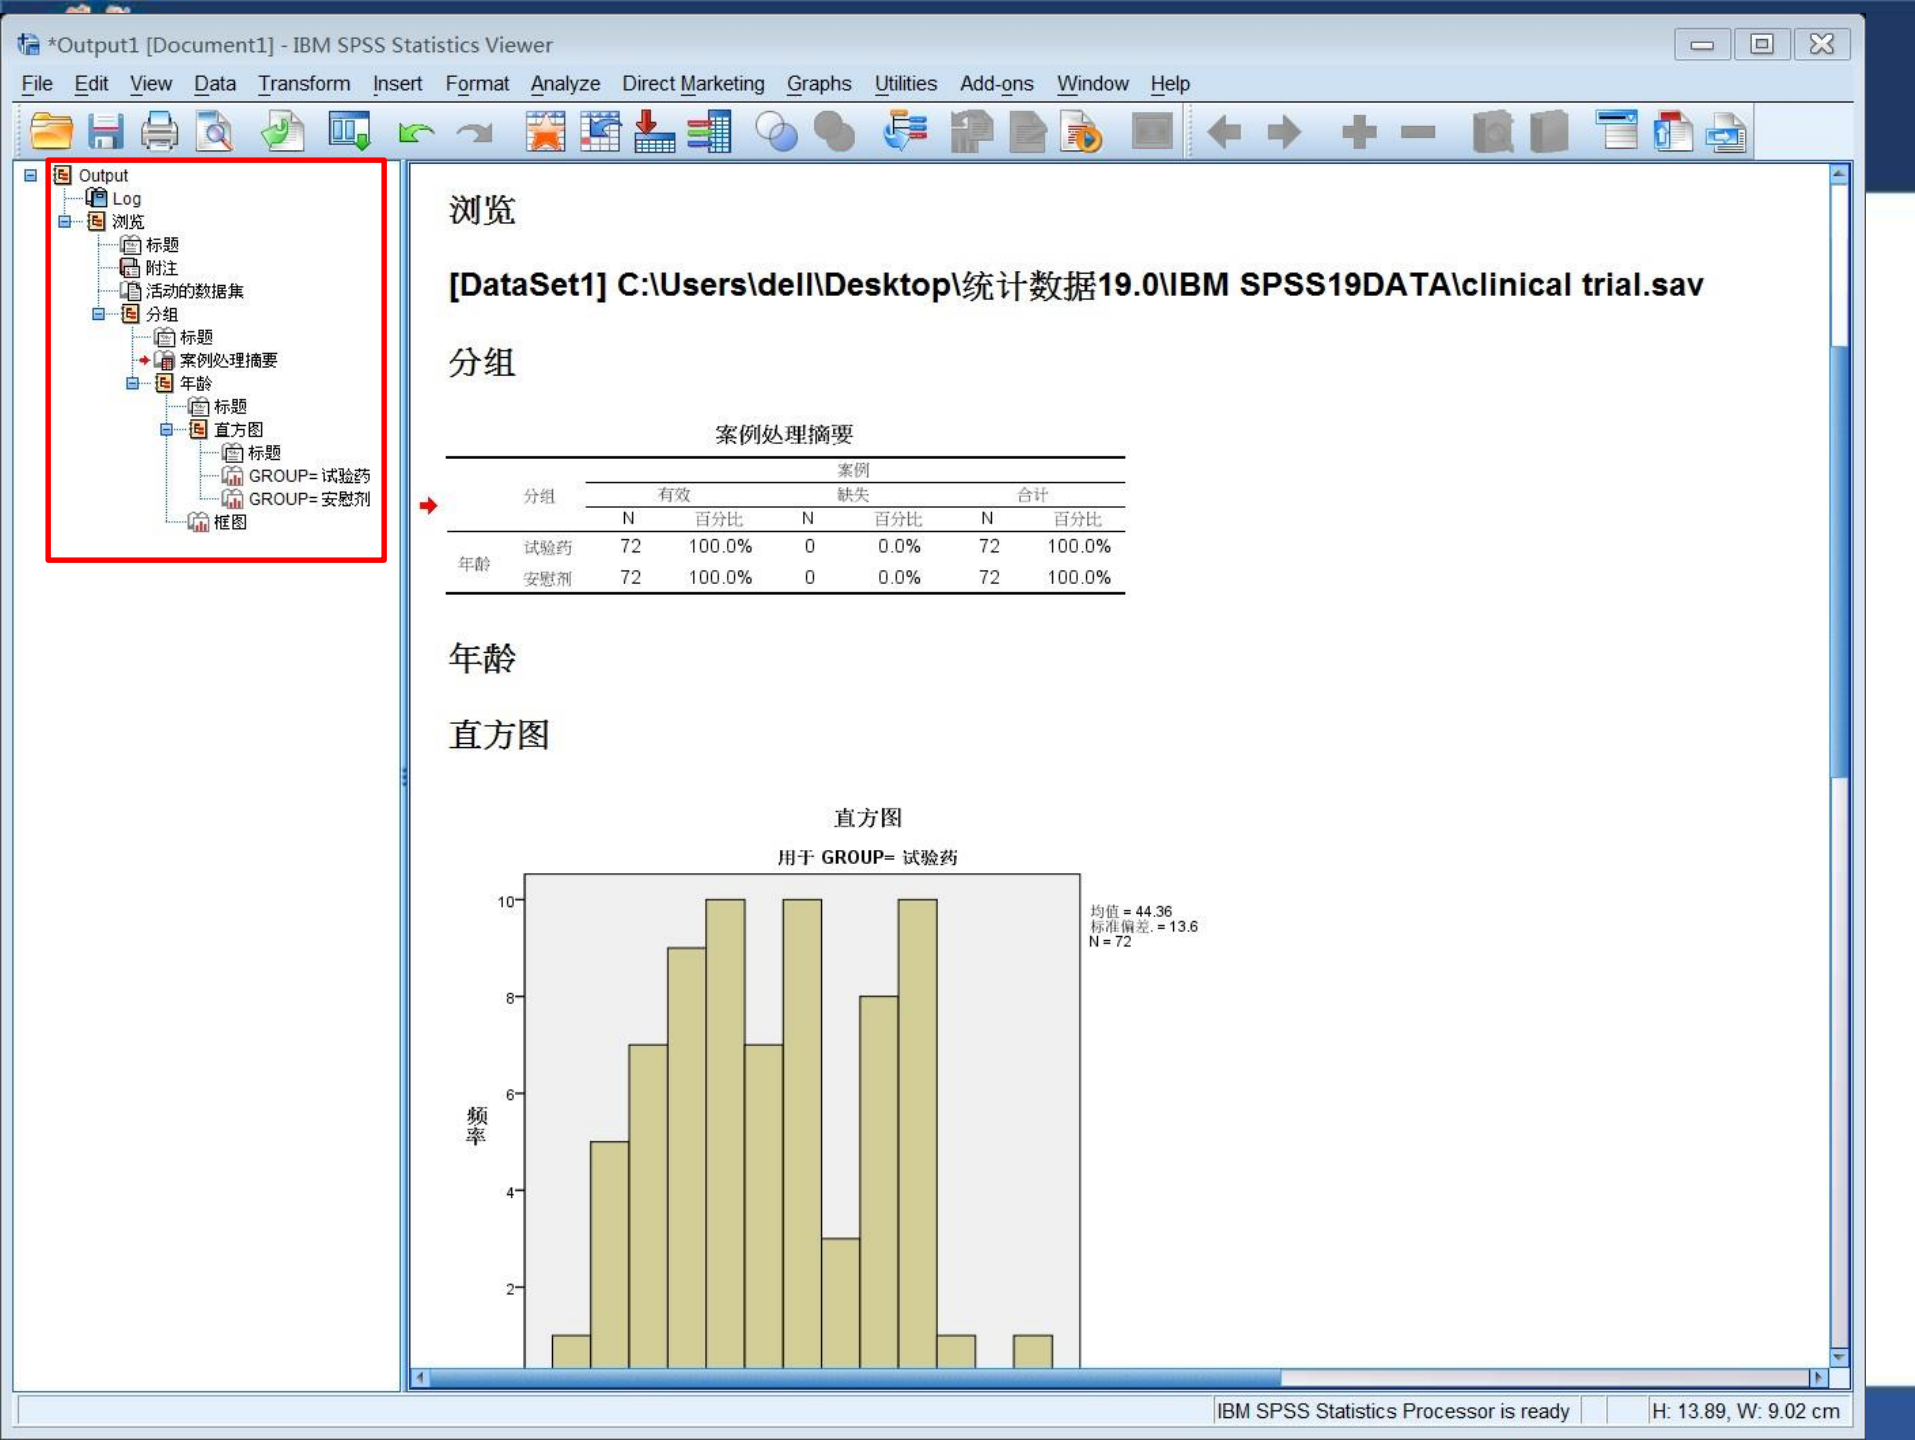 *Output1 [Document1] - IBM SPSS Statistics Viewer
File Edit View Data Transform Insert Format Analyze Direct Marketing Graphs Utilities Add-ons Window Help
Output
Log
浏览
标题
附注
活动的数据集
分组
标题
案例处理摘要
年龄
标题
直方图
标题
GROUP= 试验药
GROUP= 安慰剂
框图
浏览
[DataSet1] C:\Users\dell\Desktop\统计数据19.0\IBM SPSS19DATA\clinical trial.sav
分组
案例处理摘要
案例
分组 有效 缺失 合计
N 百分比 N 百分比 N 百分比
年龄 试验药 72 100.0% 0 0.0% 72 100.0%
安慰剂 72 100.0% 0 0.0% 72 100.0%
年龄
直方图
直方图
用于 GROUP= 试验药
10
8
6
4
2
频率
均值 = 44.36
标准偏差. = 13.6
N = 72
IBM SPSS Statistics Processor is ready H: 13.89, W: 9.02 cm